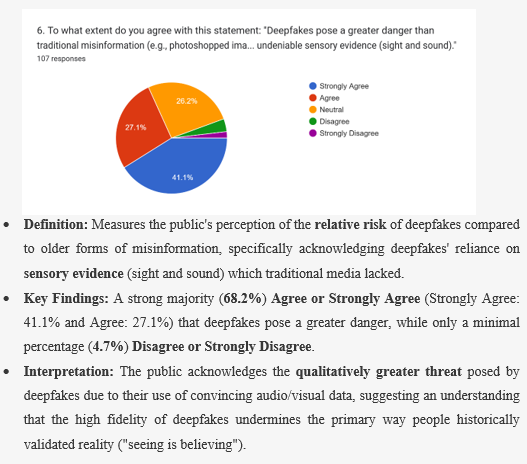 6. To what extent do you agree with this statement: "Deepfakes pose a greater danger than
traditional misinformation (e.g., photoshopped ima... undeniable sensory evidence (sight and sound)."
107 responses
Strongly Agree
Agree
Neutral
Disagree
Strongly Disagree
26.2%
27.1%
41.1%
• Definition: Measures the public's perception of the relative risk of deepfakes compared
to older forms of misinformation, specifically acknowledging deepfakes' reliance on
sensory evidence (sight and sound) which traditional media lacked.
• Key Findings: A strong majority (68.2%) Agree or Strongly Agree (Strongly Agree:
41.1% and Agree: 27.1%) that deepfakes pose a greater danger, while only a minimal
percentage (4.7%) Disagree or Strongly Disagree.
• Interpretation: The public acknowledges the qualitatively greater threat posed by
deepfakes due to their use of convincing audio/visual data, suggesting an understanding
that the high fidelity of deepfakes undermines the primary way people historically
validated reality ("seeing is believing").